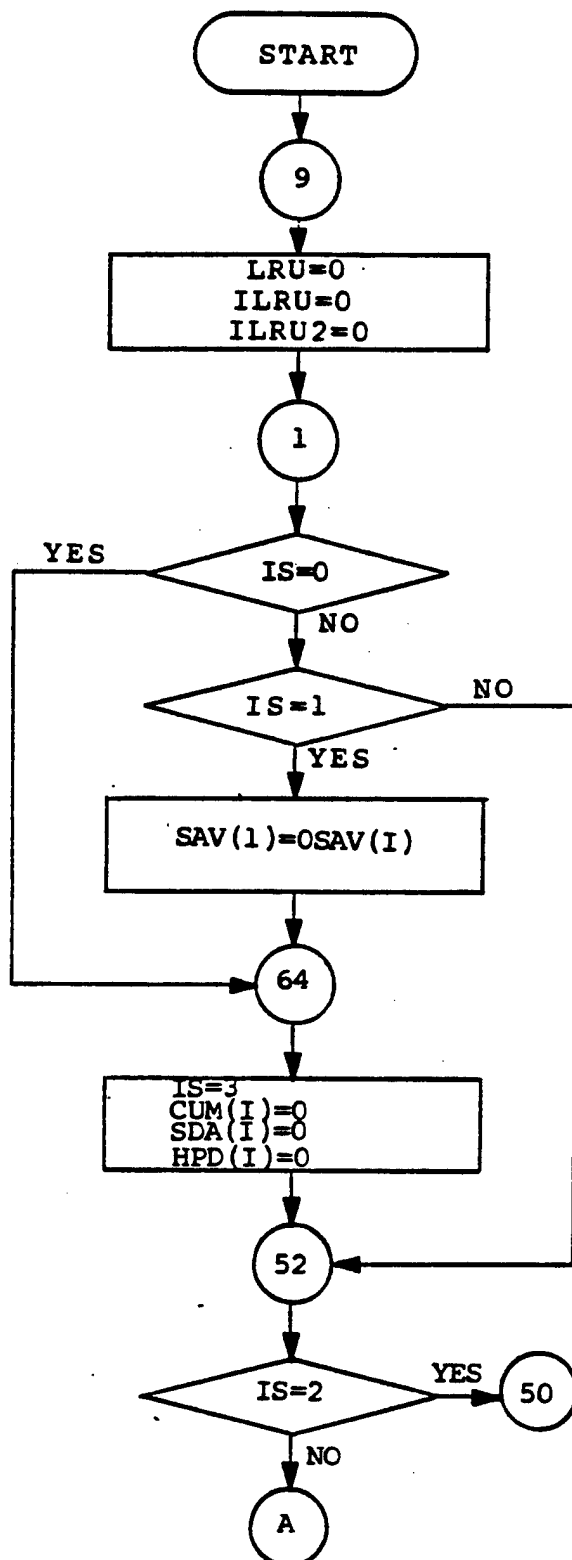 START
9
LRU=0
ILRU=0
ILRU2=0
1
YES
IS=0
NO
IS=1
NO
YES
SAV(1)=0SAV(I)
64
IS=3
CUM(I)=0
SDA(I)=0
HPD(I)=0
52
IS=2
YES
50
NO
A